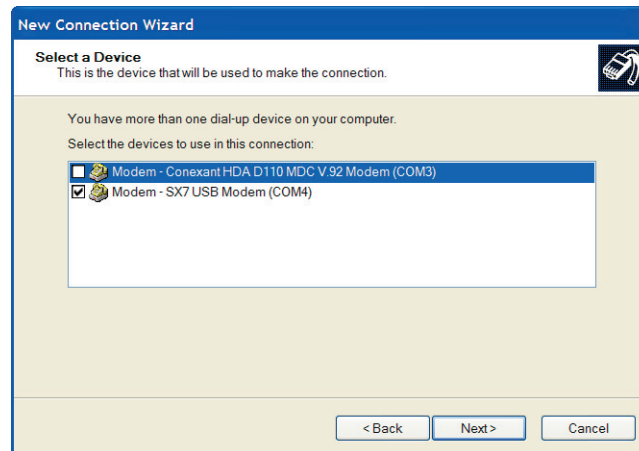 New Connection Wizard
Select a Device
This is the device that will be used to make the connection.
You have more than one dial-up device on your computer.
Select the devices to use in this connection:
Modem - Conexant HDA D110 MDC V.92 Modem (COM3)
Modem - SX7 USB Modem (COM4)
< Back Next > Cancel